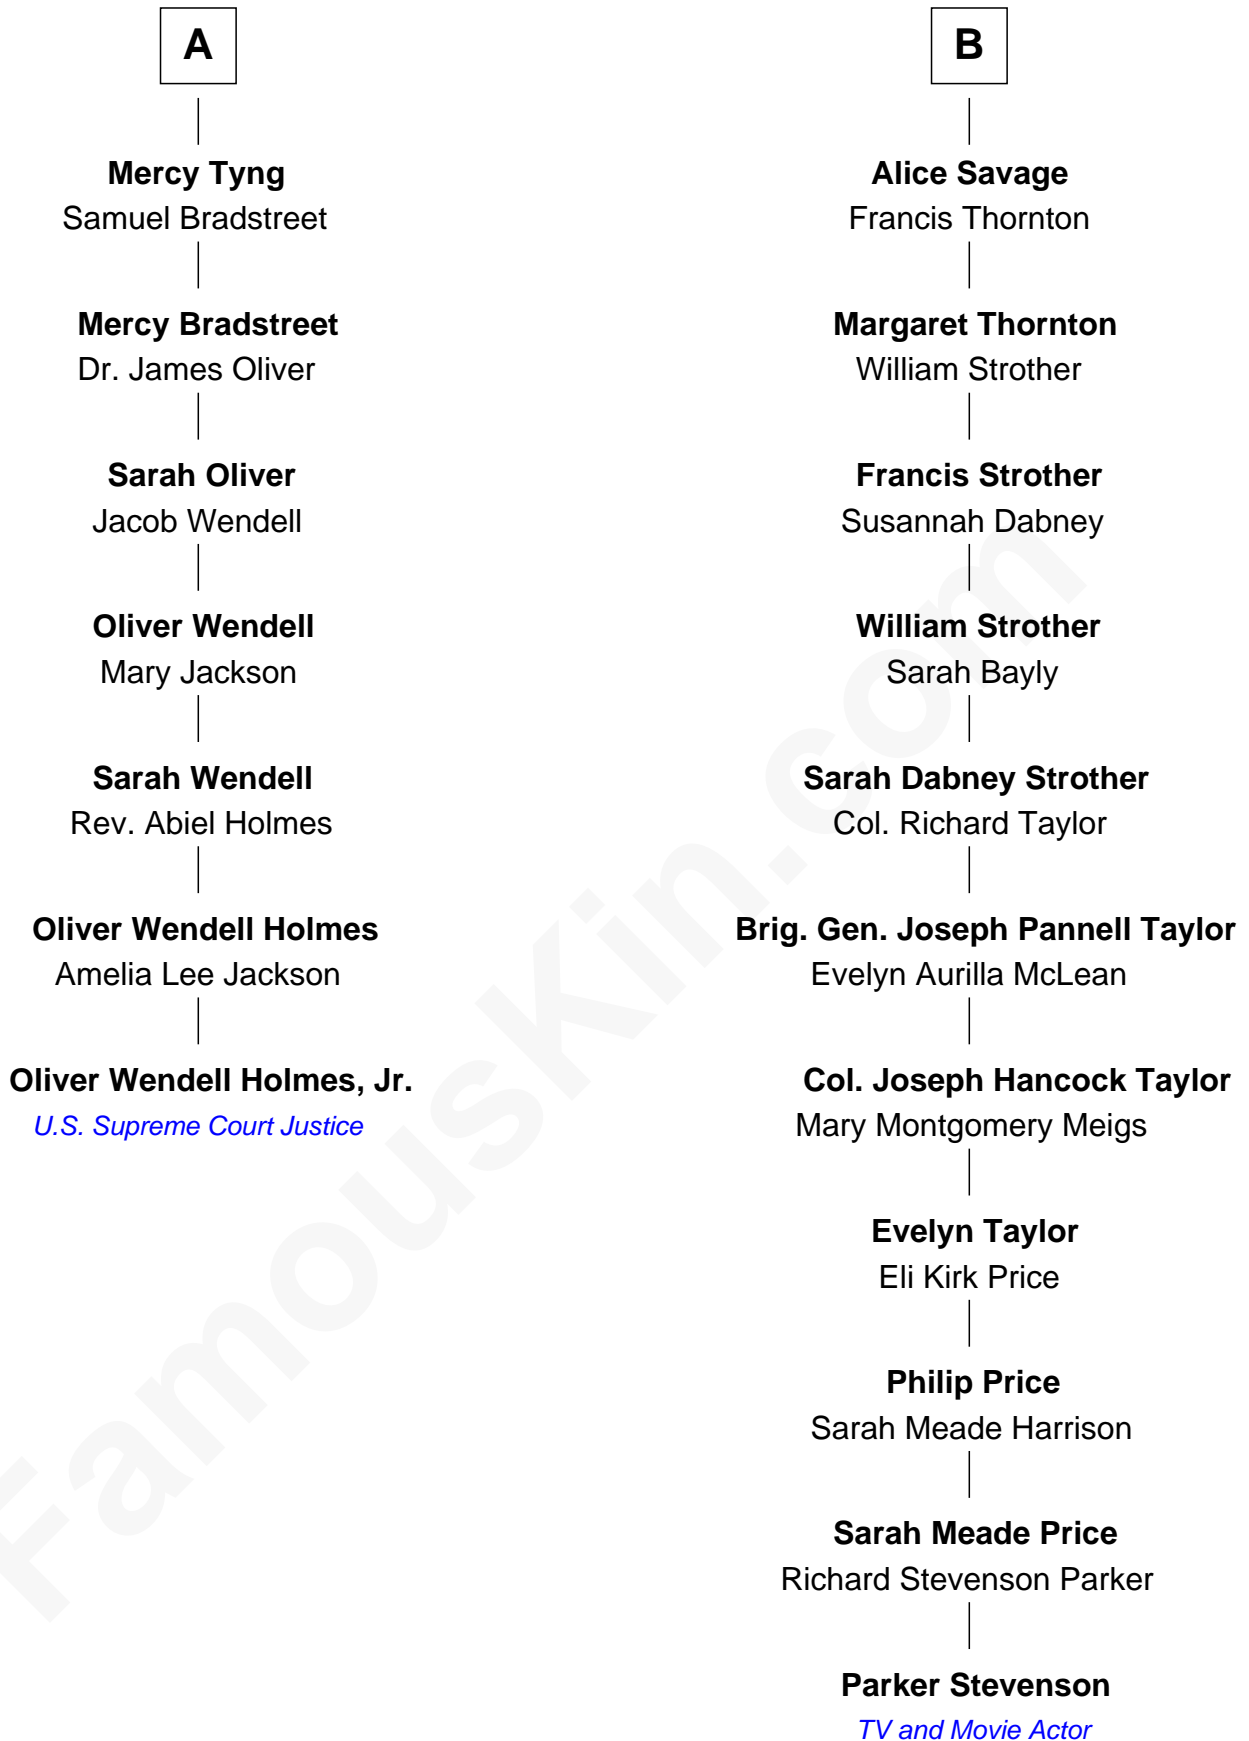 A
Mercy Tyng
Samuel Bradstreet
Mercy Bradstreet
Dr. James Oliver
Sarah Oliver
Jacob Wendell
Oliver Wendell
Mary Jackson
Sarah Wendell
Rev. Abiel Holmes
Oliver Wendell Holmes
Amelia Lee Jackson
Oliver Wendell Holmes, Jr.
U.S. Supreme Court Justice
B
Alice Savage
Francis Thornton
Margaret Thornton
William Strother
Francis Strother
Susannah Dabney
William Strother
Sarah Bayly
Sarah Dabney Strother
Col. Richard Taylor
Brig. Gen. Joseph Pannell Taylor
Evelyn Aurilla McLean
Col. Joseph Hancock Taylor
Mary Montgomery Meigs
Evelyn Taylor
Eli Kirk Price
Philip Price
Sarah Meade Harrison
Sarah Meade Price
Richard Stevenson Parker
Parker Stevenson
TV and Movie Actor
FamousKin.com